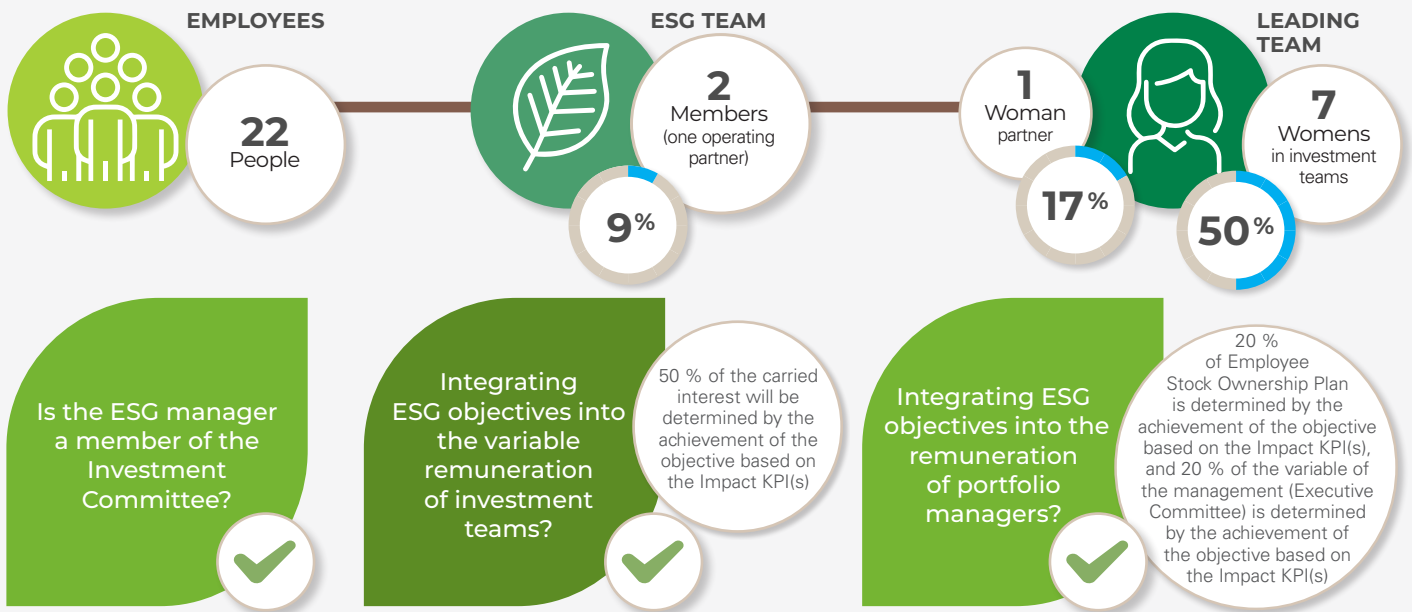 EMPLOYEES
22
People
ESG TEAM
2
Members
(one operating
partner)
9%
LEADING
TEAM
1
Woman
partner
17%
7
Womens
in investment
teams
50%
Is the ESG manager
a member of the
Investment
Committee?
Integrating
ESG objectives into
the variable
remuneration
of investment
teams?
50 % of the carried
interest will be
determined by the
achievement of the
objective based on
the Impact KPI(s)
Integrating ESG
objectives into the
remuneration
of portfolio
managers?
20 %
of Employee
Stock Ownership Plan
is determined by the
achievement of the objective
based on the Impact KPI(s),
and 20 % of the variable of
the management (Executive
Committee) is determined
by the achievement of
the objective based on
the Impact KPI(s)